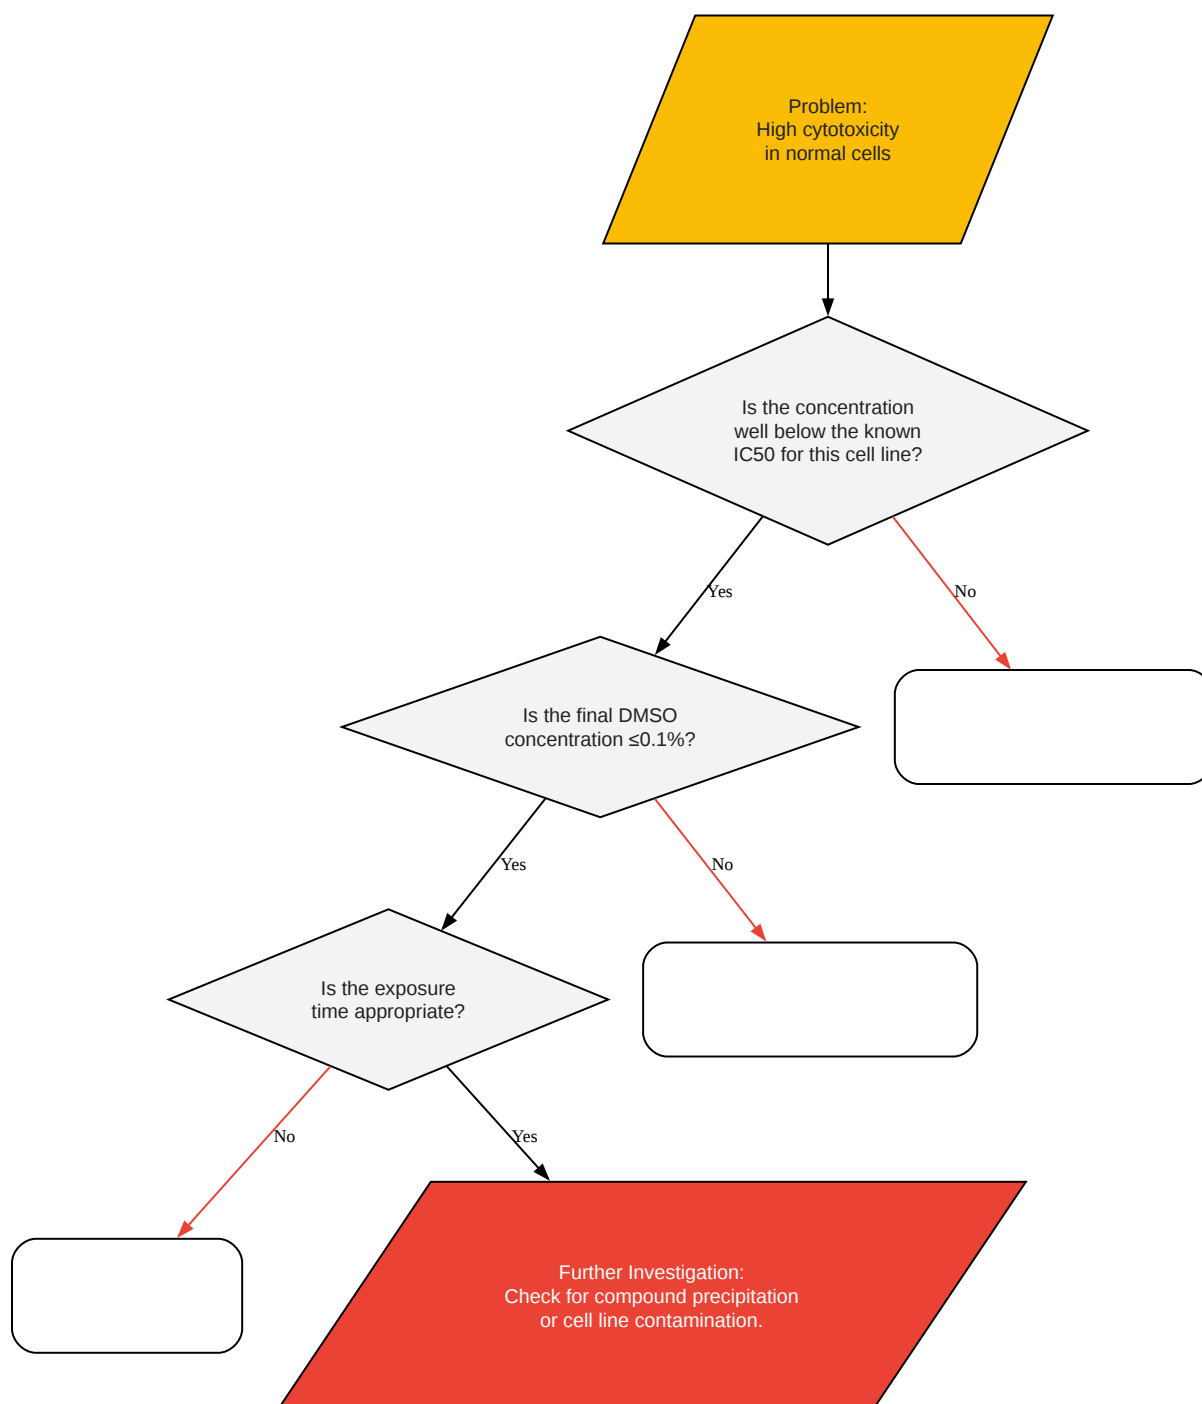 Problem:
High cytotoxicity
in normal cells
Is the concentration
well below the known
IC50 for this cell line?
Yes
No
Is the final DMSO
concentration ≤0.1%?
Yes
No
Is the exposure
time appropriate?
No
Yes
Further Investigation:
Check for compound precipitation
or cell line contamination.